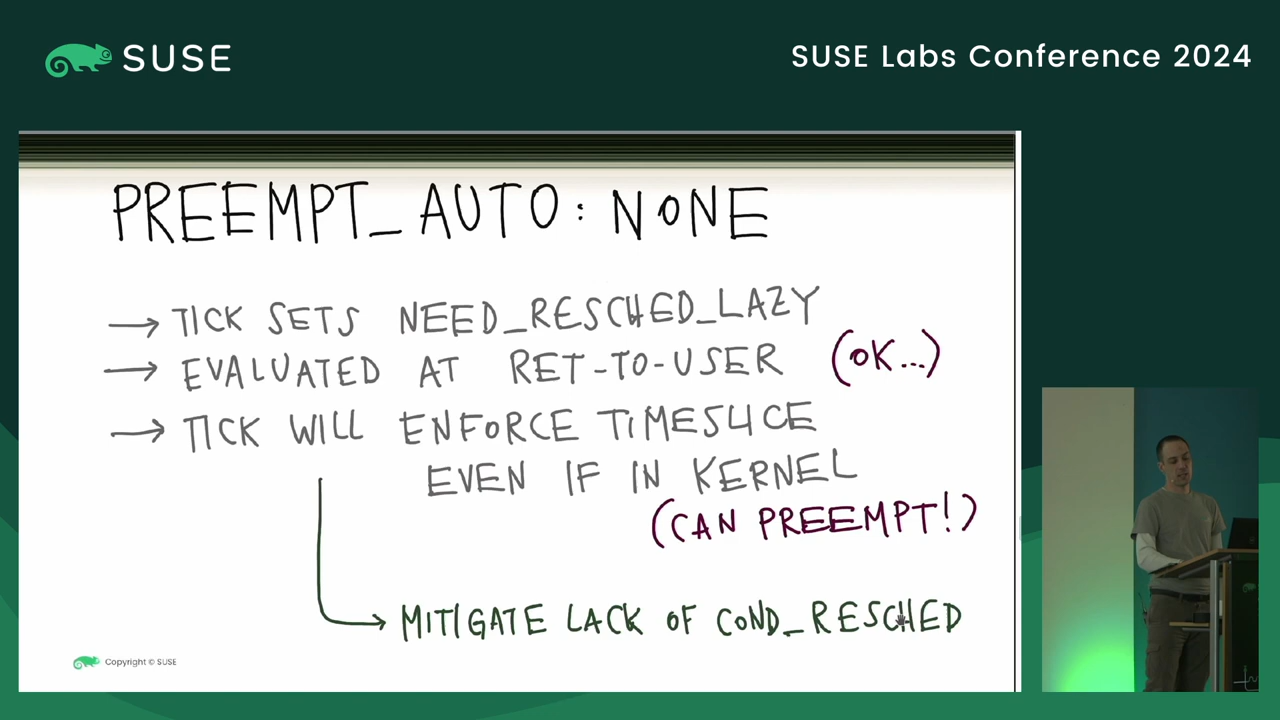 SUSE
SUSE Labs Conference 2024
PREEMPT_AUTO: NONE
→ TICK SETS NEED_RESCHED_LAZY
→ EVALUATED AT RET-TO-USER (OK...)
→ TICK WILL ENFORCE TIMESLICE
EVEN IF IN KERNEL
(CAN PREEMPT!)
→ MITIGATE LACK OF COND_RESCHED
Copyright © SUSE